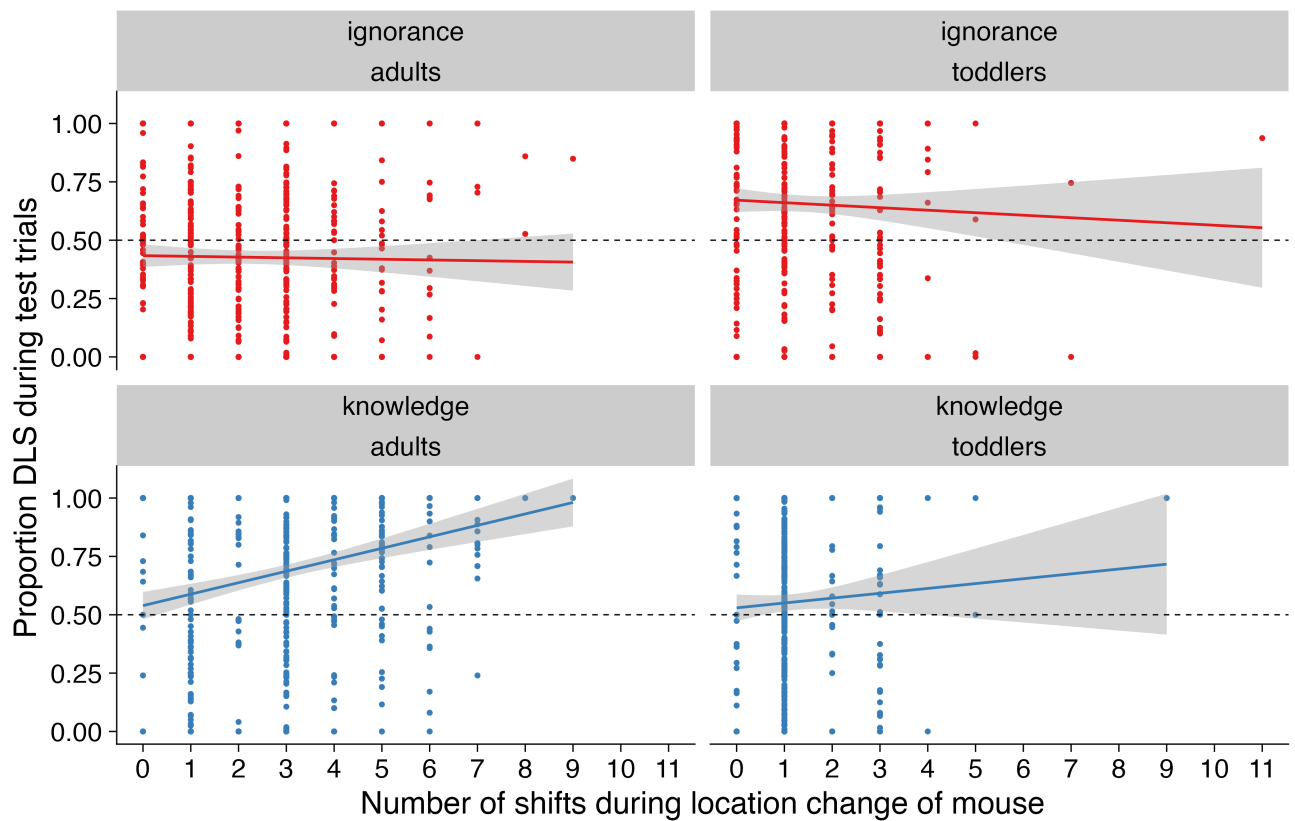 ignorance
adults
ignorance
toddlers
1.00
0.75
0.50
0.25
0.00
knowledge
adults
knowledge
toddlers
1.00
0.75
0.50
0.25
0.00
0 1 2 3 4 5 6 7 8 9 10 11
0 1 2 3 4 5 6 7 8 9 10 11
Number of shifts during location change of mouse
Proportion DLS during test trials